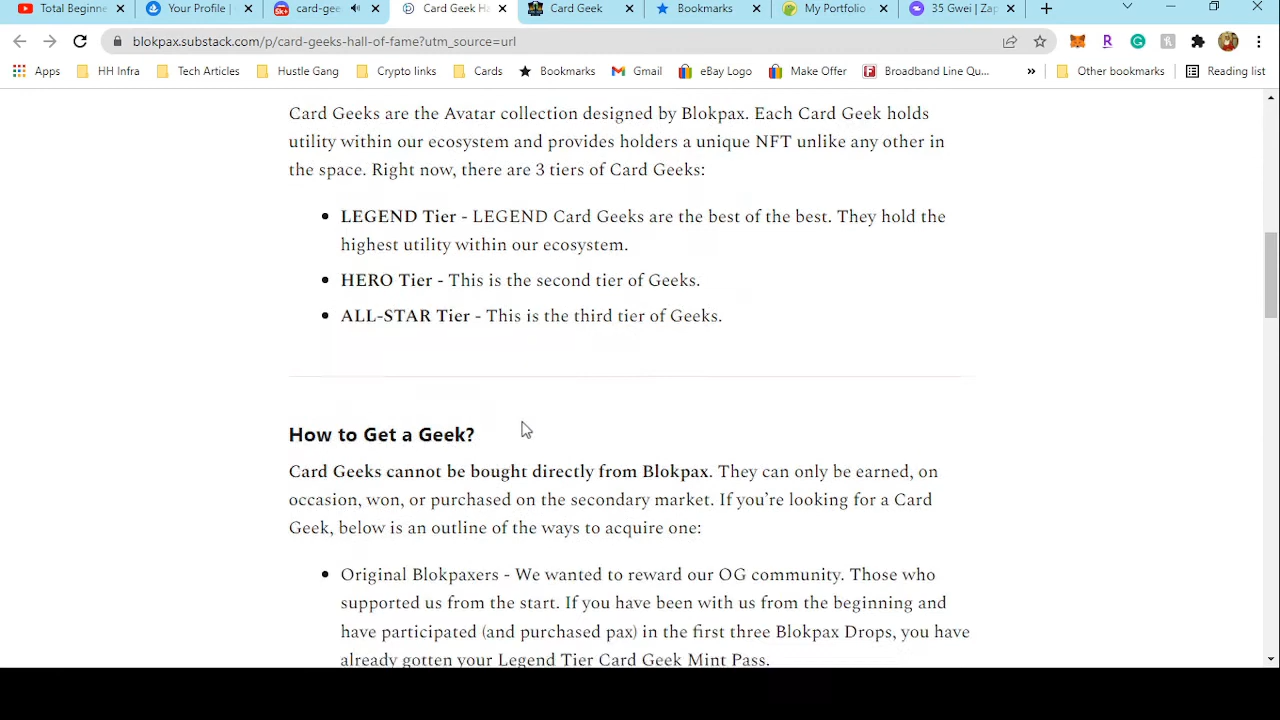 Total Beginne
Your Profile |
5k+
card-gee
Card Geek Ha
Card Geek
Bookmarks
My Portfolio
35 Gwei | Zap
blokpax.substack.com/p/card-geeks-hall-of-fame?utm_source=url
Apps
HH Infra
Tech Articles
Hustle Gang
Crypto links
Cards
Bookmarks
Gmail
eBay Logo
Make Offer
Broadband Line Qu...
»
Other bookmarks
Reading list
Card Geeks are the Avatar collection designed by Blokpax. Each Card Geek holds
utility within our ecosystem and provides holders a unique NFT unlike any other in
the space. Right now, there are 3 tiers of Card Geeks:
• LEGEND Tier - LEGEND Card Geeks are the best of the best. They hold the
highest utility within our ecosystem.
• HERO Tier - This is the second tier of Geeks.
• ALL-STAR Tier - This is the third tier of Geeks.
How to Get a Geek?
Card Geeks cannot be bought directly from Blokpax. They can only be earned, on
occasion, won, or purchased on the secondary market. If you’re looking for a Card
Geek, below is an outline of the ways to acquire one:
• Original Blokpaxers - We wanted to reward our OG community. Those who
supported us from the start. If you have been with us from the beginning and
have participated (and purchased pax) in the first three Blokpax Drops, you have
already gotten your Legend Tier Card Geek Mint Pass.